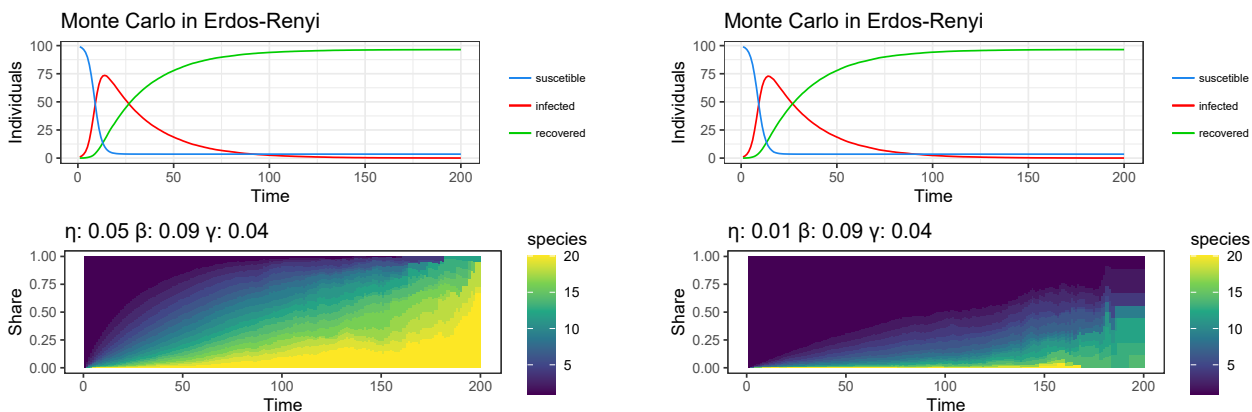 Monte Carlo in Erdos-Renyi
Individuals
100
75
50
25
0
0 50 100 150 200
Time
suscetible
infected
recovered
Monte Carlo in Erdos-Renyi
Individuals
100
75
50
25
0
0 50 100 150 200
Time
suscetible
infected
recovered
η: 0.05 β: 0.09 γ: 0.04
Share
1.00
0.75
0.50
0.25
0.00
0 50 100 150 200
Time
species
20
15
10
5
η: 0.01 β: 0.09 γ: 0.04
Share
1.00
0.75
0.50
0.25
0.00
0 50 100 150 200
Time
species
20
15
10
5